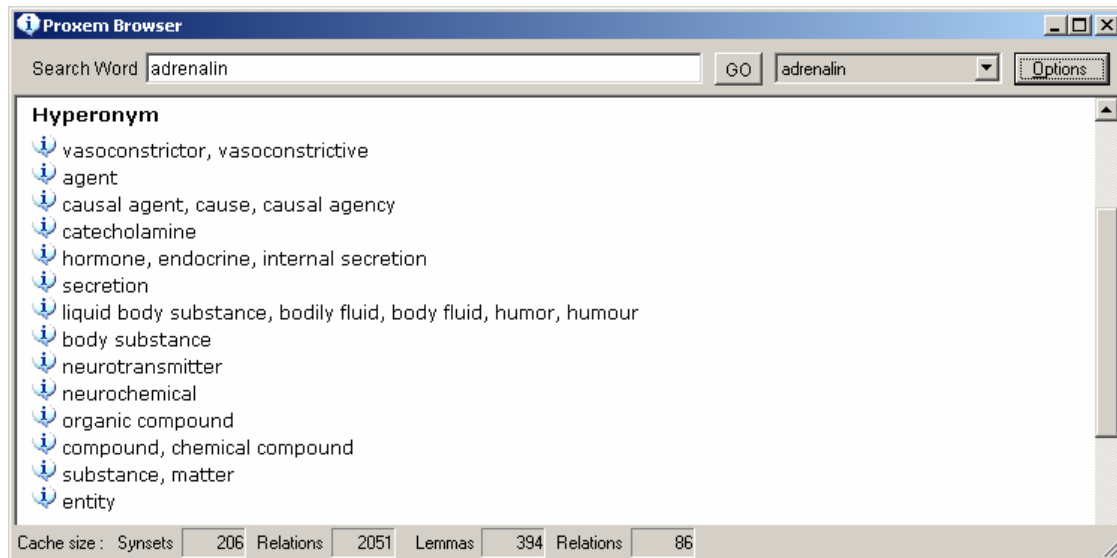 Proxem Browser
Search Word adrenalin GO adrenalin Options
Hyperonym
vasoconstrictor, vasoconstrictive
agent
causal agent, cause, causal agency
catecholamine
hormone, endocrine, internal secretion
secretion
liquid body substance, bodily fluid, body fluid, humor, humour
body substance
neurotransmitter
neurochemical
organic compound
compound, chemical compound
substance, matter
entity
Cache size : Synsets 206 Relations 2051 Lemmas 394 Relations 86